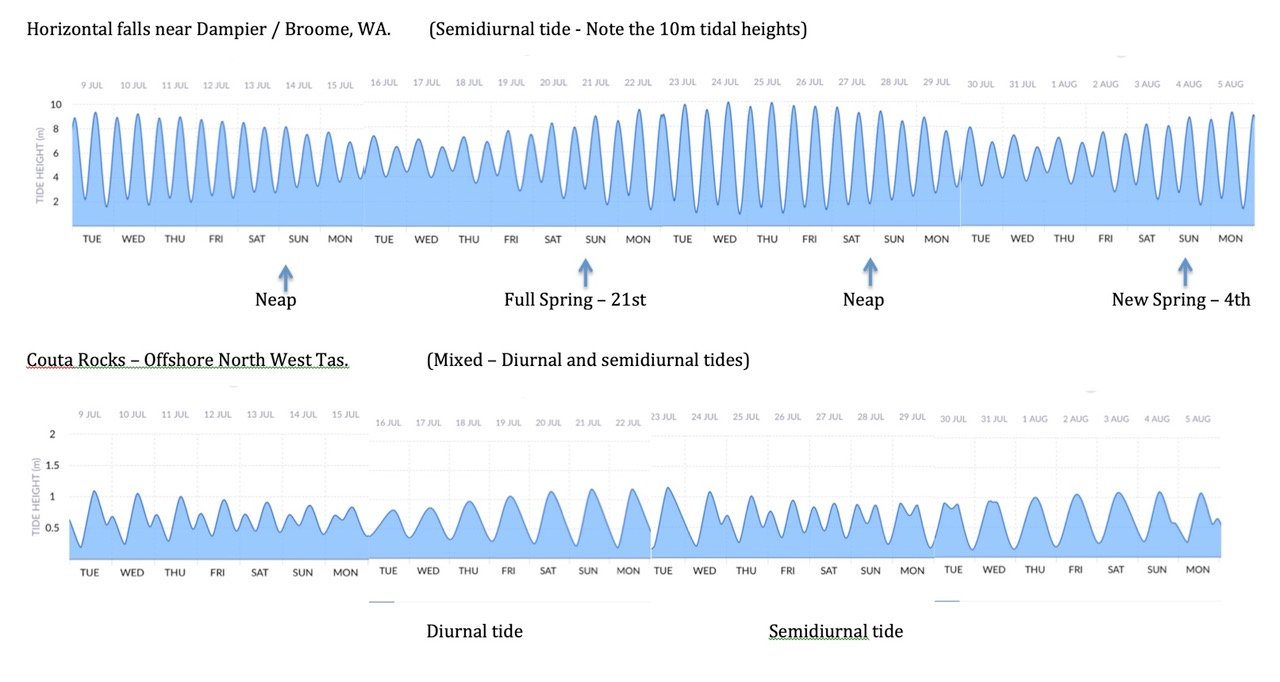 Horizontal falls near Dampier / Broome, WA. (Semidiurnal tide - Note the 10m tidal heights)
9 JUL 10 JUL 11 JUL 12 JUL 13 JUL 14 JUL 15 JUL 16 JUL 17 JUL 18 JUL 19 JUL 20 JUL 21 JUL 22 JUL 23 JUL 24 JUL 25 JUL 26 JUL 27 JUL 28 JUL 29 JUL 30 JUL 31 JUL 1 AUG 2 AUG 3 AUG 4 AUG 5 AUG
TIDE HEIGHT (m)
10
8
6
4
2
TUE WED THU FRI SAT SUN MON TUE WED THU FRI SAT SUN MON TUE WED THU FRI SAT SUN MON TUE WED THU FRI SAT SUN MON
Neap Full Spring – 21st Neap New Spring – 4th
Couta Rocks – Offshore North West Tas. (Mixed – Diurnal and semidiurnal tides)
9 JUL 10 JUL 11 JUL 12 JUL 13 JUL 14 JUL 15 JUL 16 JUL 17 JUL 18 JUL 19 JUL 20 JUL 21 JUL 22 JUL 23 JUL 24 JUL 25 JUL 26 JUL 27 JUL 28 JUL 29 JUL 30 JUL 31 JUL 1 AUG 2 AUG 3 AUG 4 AUG 5 AUG
TIDE HEIGHT (m)
2
1.5
1
0.5
TUE WED THU FRI SAT SUN MON TUE WED THU FRI SAT SUN MON TUE WED THU FRI SAT SUN MON TUE WED THU FRI SAT SUN MON
Diurnal tide Semidiurnal tide